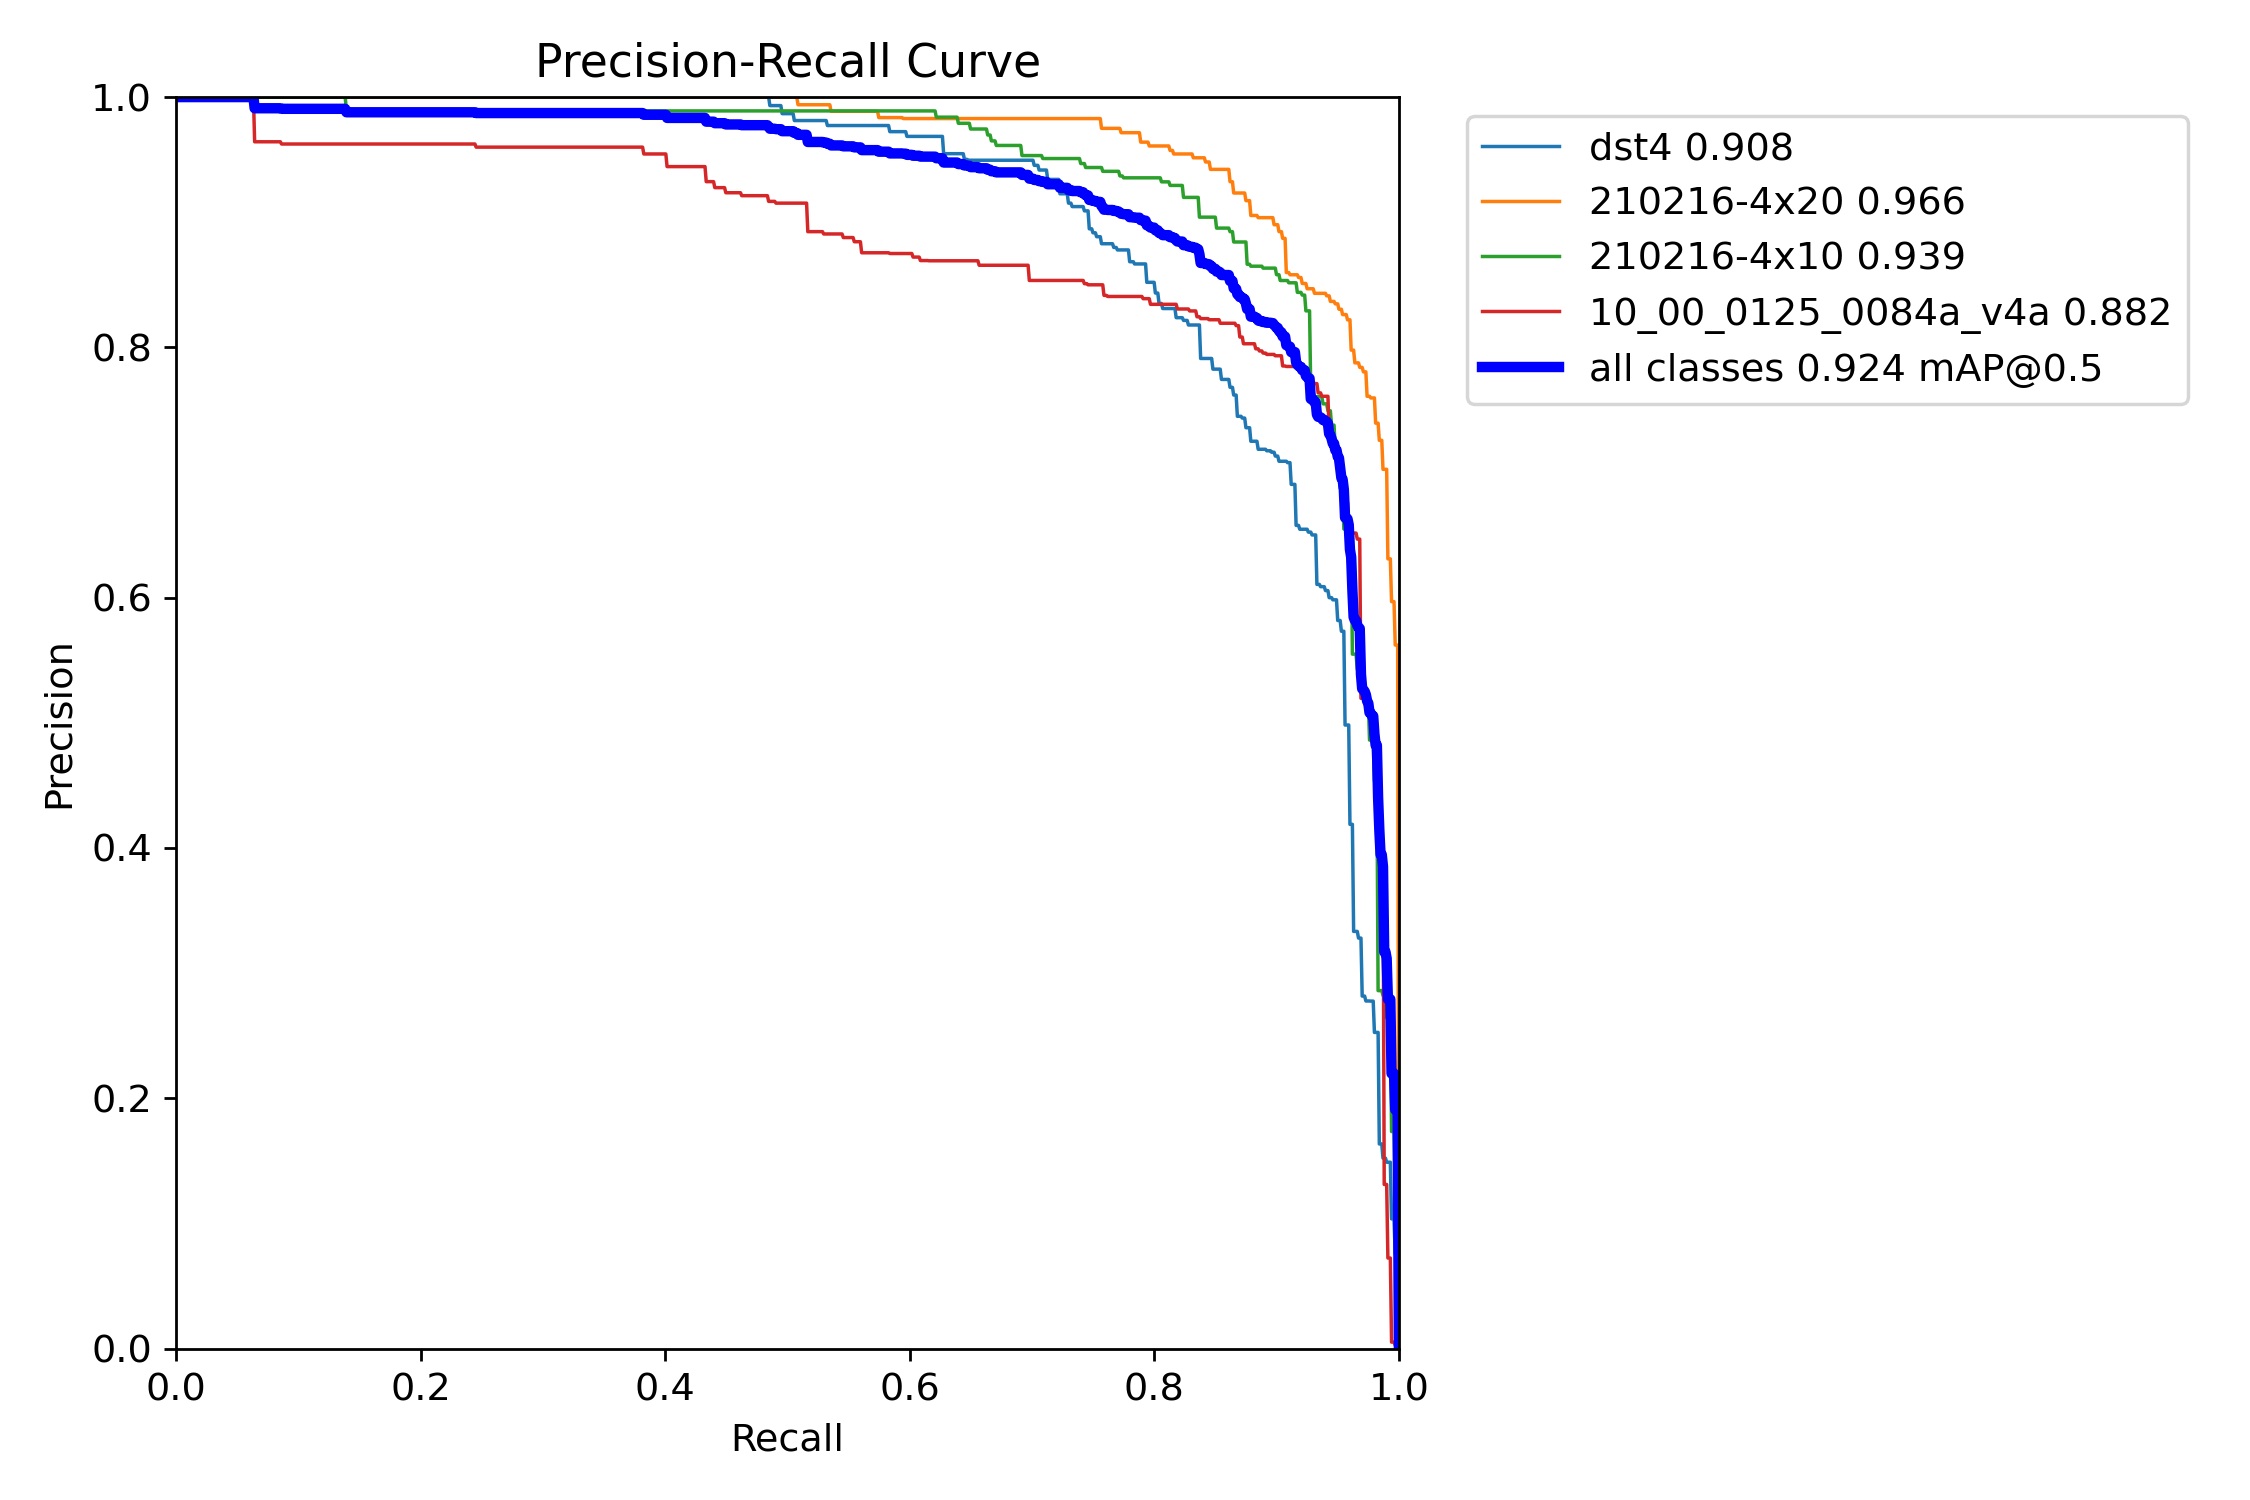 Precision-Recall Curve
1.0
0.8
0.6
0.4
0.2
0.0
Precision
0.0 0.2 0.4 0.6 0.8 1.0
Recall
dst4 0.908
210216-4x20 0.966
210216-4x10 0.939
10_00_0125_0084a_v4a 0.882
all classes 0.924 mAP@0.5